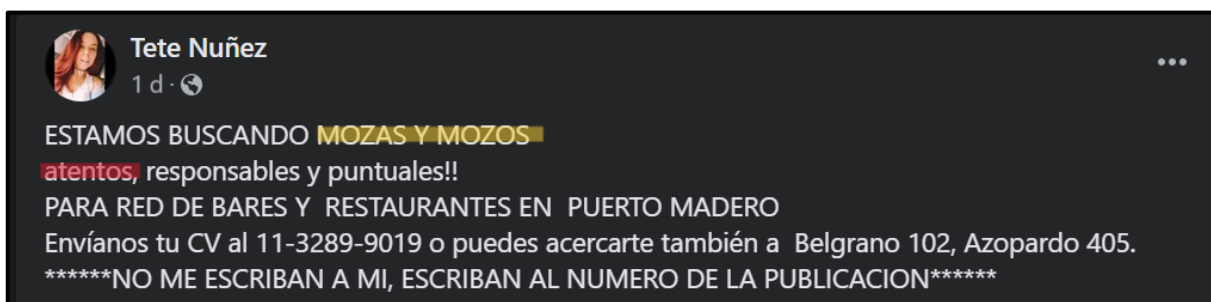 Tete Nuñez
1 d ·
ESTAMOS BUSCANDO MOZAS Y MOZOS
atentos, responsables y puntuales!!
PARA RED DE BARES Y  RESTAURANTES EN  PUERTO MADERO
Envíanos tu CV al 11-3289-9019 o puedes acercarte también a  Belgrano 102, Azopardo 405.
******NO ME ESCRIBAN A MI, ESCRIBAN AL NUMERO DE LA PUBLICACION******